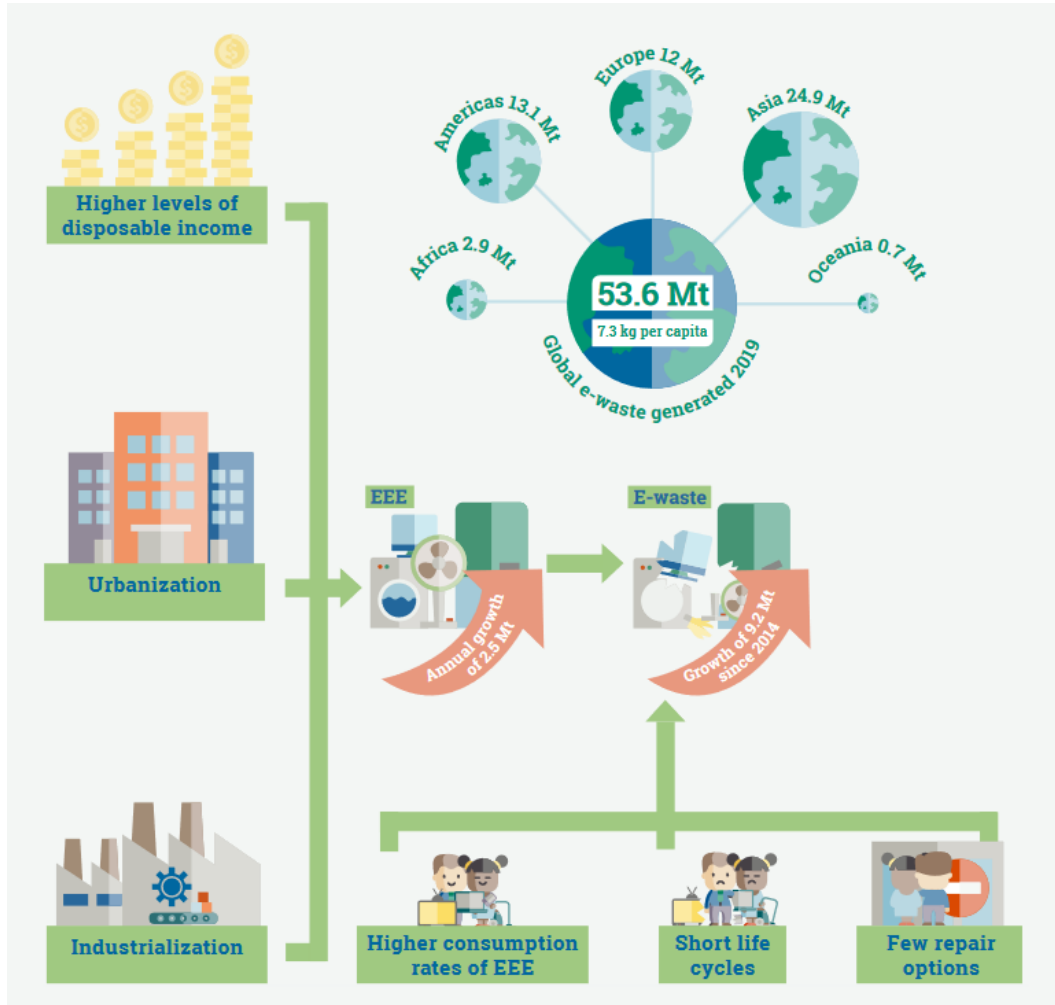 Higher levels of
disposable income
Americas 13.1 Mt
Europe 12 Mt
Asia 24.9 Mt
Africa 2.9 Mt
Oceania 0.7 Mt
53.6 Mt
7.3 kg per capita
Global e-waste generated 2019
Urbanization
EEE
E-waste
Annual growth
of 2.5 Mt
Growth of 9.2 Mt
since 2014
Industrialization
Higher consumption
rates of EEE
Short life
cycles
Few repair
options